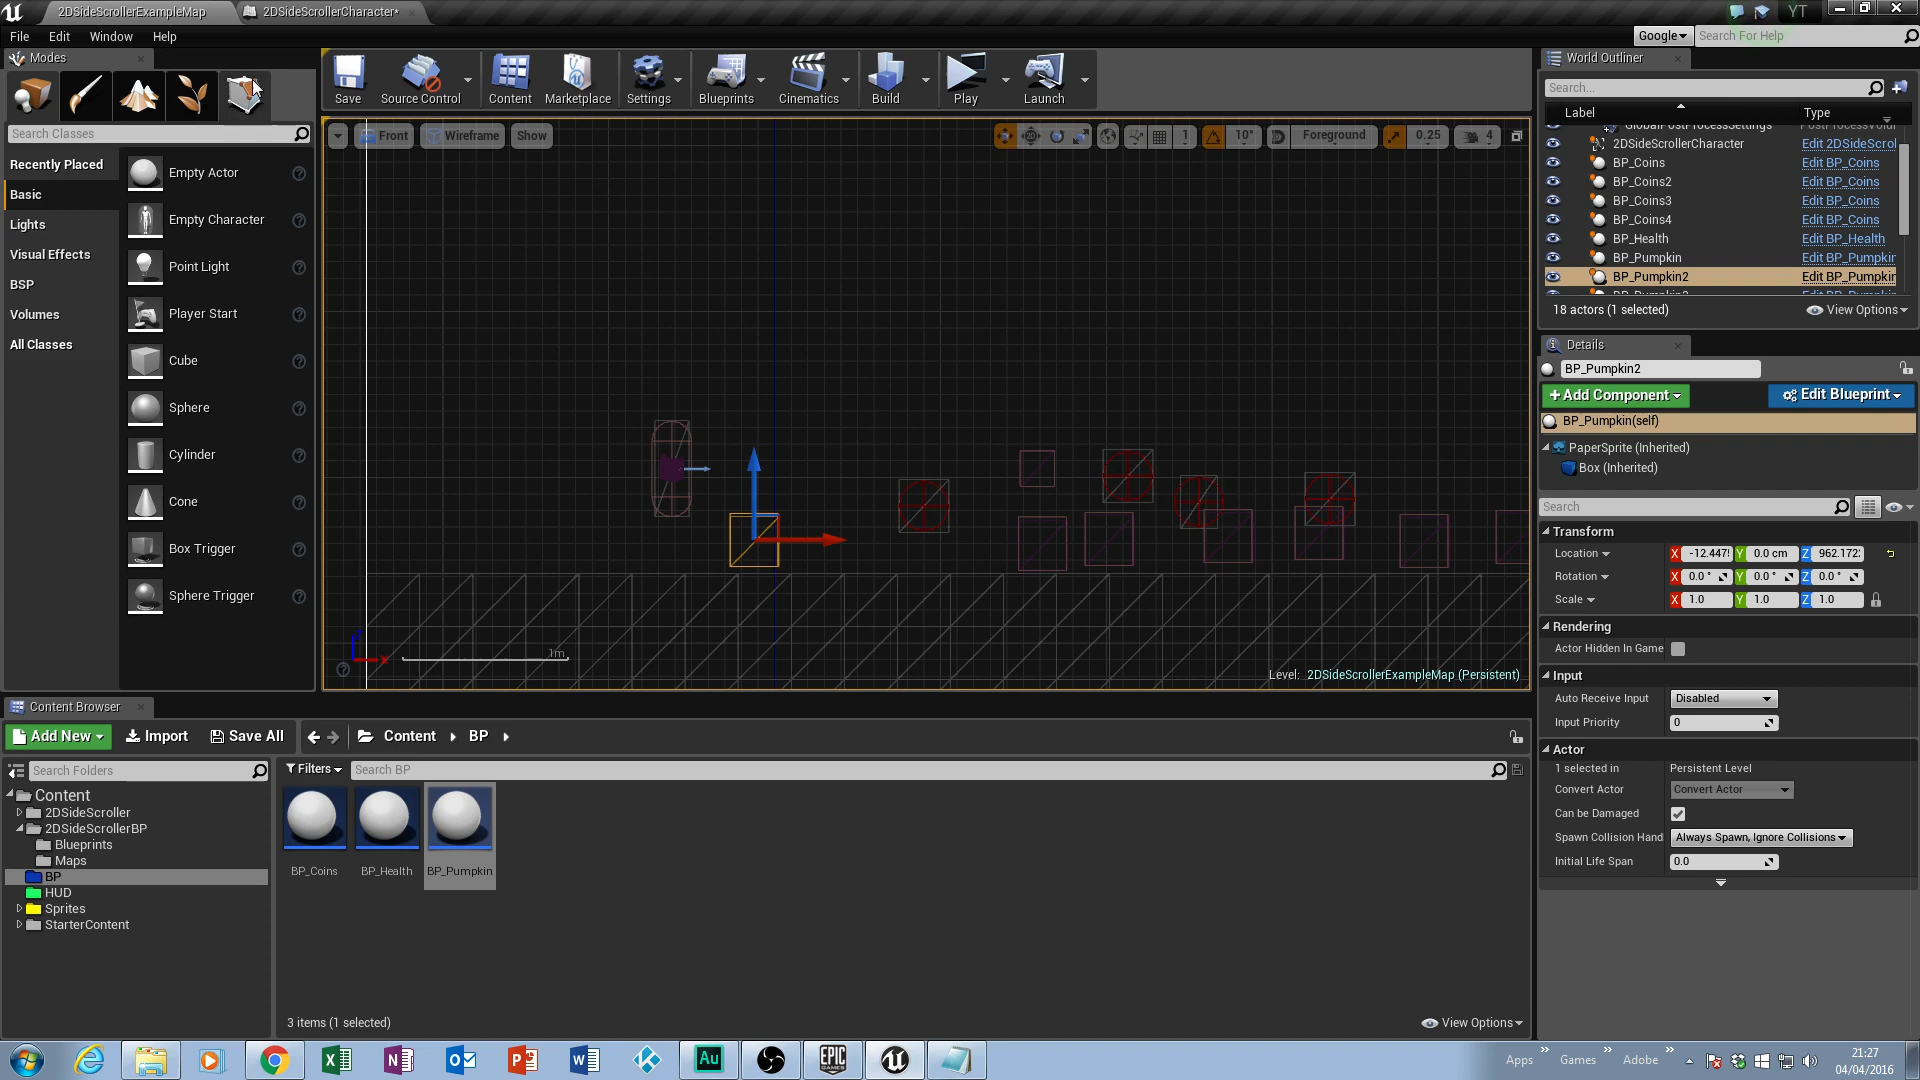 2DSideScrollerExampleMap
2DSideScrollerCharacter*
YT
File Edit Window Help
Google
Search For Help
Modes
Search Classes
Recently Placed
Basic
Lights
Visual Effects
BSP
Volumes
All Classes
Empty Actor
Empty Character
Point Light
Player Start
Cube
Sphere
Cylinder
Cone
Box Trigger
Sphere Trigger
Save
Source Control
Content
Marketplace
Settings
Blueprints
Cinematics
Build
Play
Launch
Front
Wireframe
Show
1
10°
Foreground
0.25
4
1m
Level: 2DSideScrollerExampleMap (Persistent)
World Outliner
Search...
Label Type
GlobalPostProcessSettings PostProcessVolu
2DSideScrollerCharacter Edit 2DSideScrol
BP_Coins Edit BP_Coins
BP_Coins2 Edit BP_Coins
BP_Coins3 Edit BP_Coins
BP_Coins4 Edit BP_Coins
BP_Health Edit BP_Health
BP_Pumpkin Edit BP_Pumpkin
BP_Pumpkin2 Edit BP_Pumpkin
18 actors (1 selected)
View Options
Details
BP_Pumpkin2
+Add Component
Edit Blueprint
BP_Pumpkin(self)
PaperSprite (Inherited)
Box (Inherited)
Search
Transform
Location X -12.447 Y 0.0 cm Z 962.172
Rotation X 0.0 ° Y 0.0 ° Z 0.0 °
Scale X 1.0 Y 1.0 Z 1.0
Rendering
Actor Hidden In Game
Input
Auto Receive Input Disabled
Input Priority 0
Actor
1 selected in Persistent Level
Convert Actor Convert Actor
Can be Damaged
Spawn Collision Hand Always Spawn, Ignore Collisions
Initial Life Span 0.0
Content Browser
Add New
Import
Save All
Content
BP
Search Folders
Filters
Search BP
Content
2DSideScroller
2DSideScrollerBP
Blueprints
Maps
BP
HUD
Sprites
StarterContent
BP_Coins
BP_Health
BP_Pumpkin
3 items (1 selected)
View Options
Au
EPIC
GAMES
Apps
Games
Adobe
21:27
04/04/2016